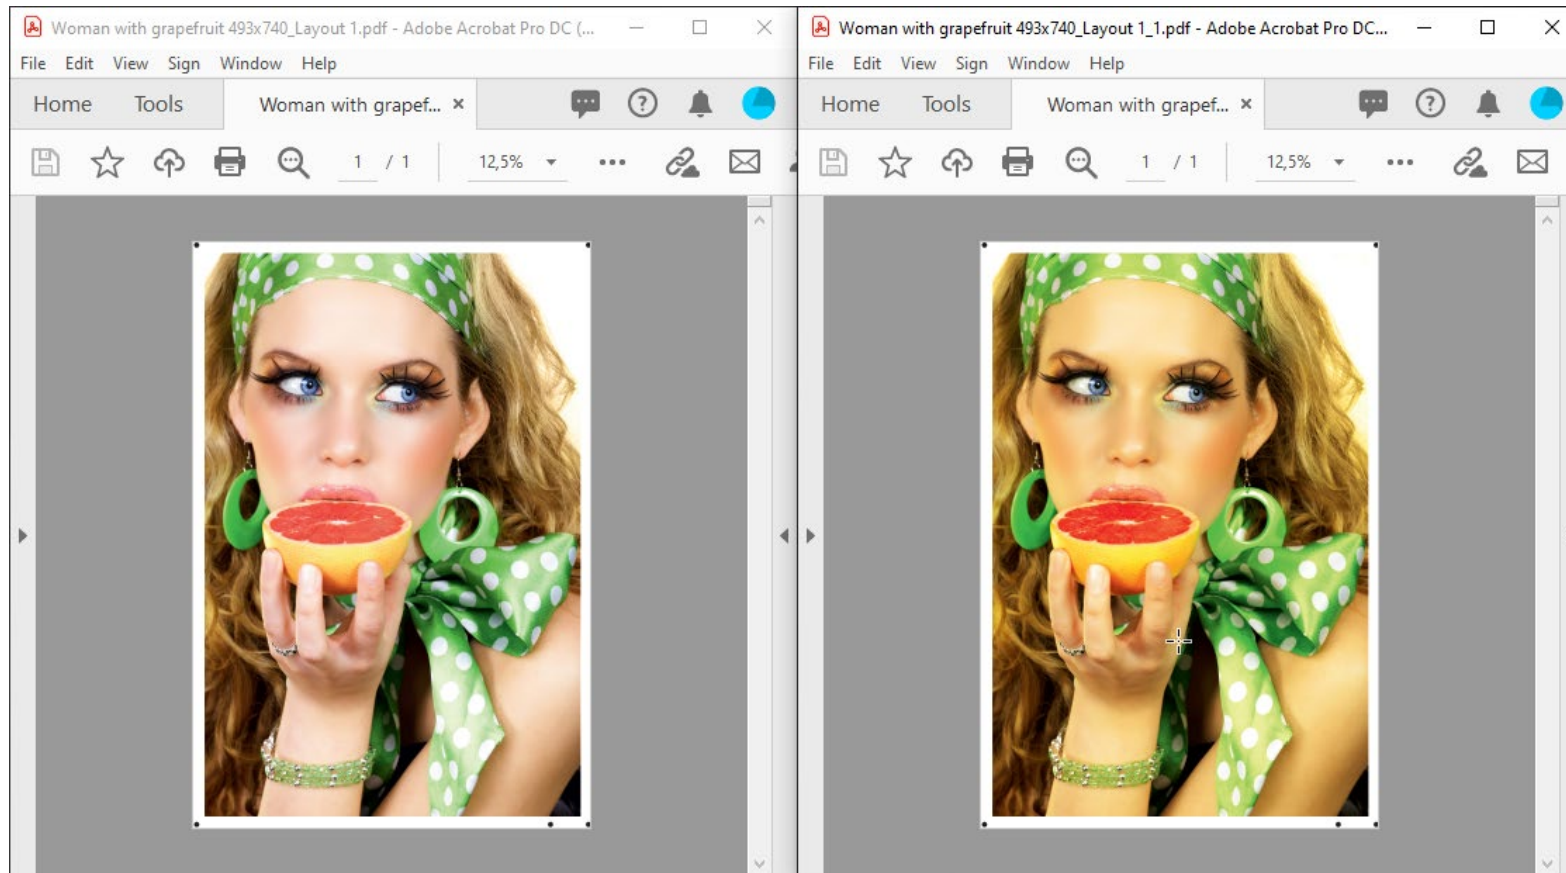 Woman with grapefruit 493x740_Layout 1.pdf - Adobe Acrobat Pro DC (...
File Edit View Sign Window Help
Home Tools Woman with grapef... ×
1 / 1 12,5%
Woman with grapefruit 493x740_Layout 1_1.pdf - Adobe Acrobat Pro DC...
File Edit View Sign Window Help
Home Tools Woman with grapef... ×
1 / 1 12,5%